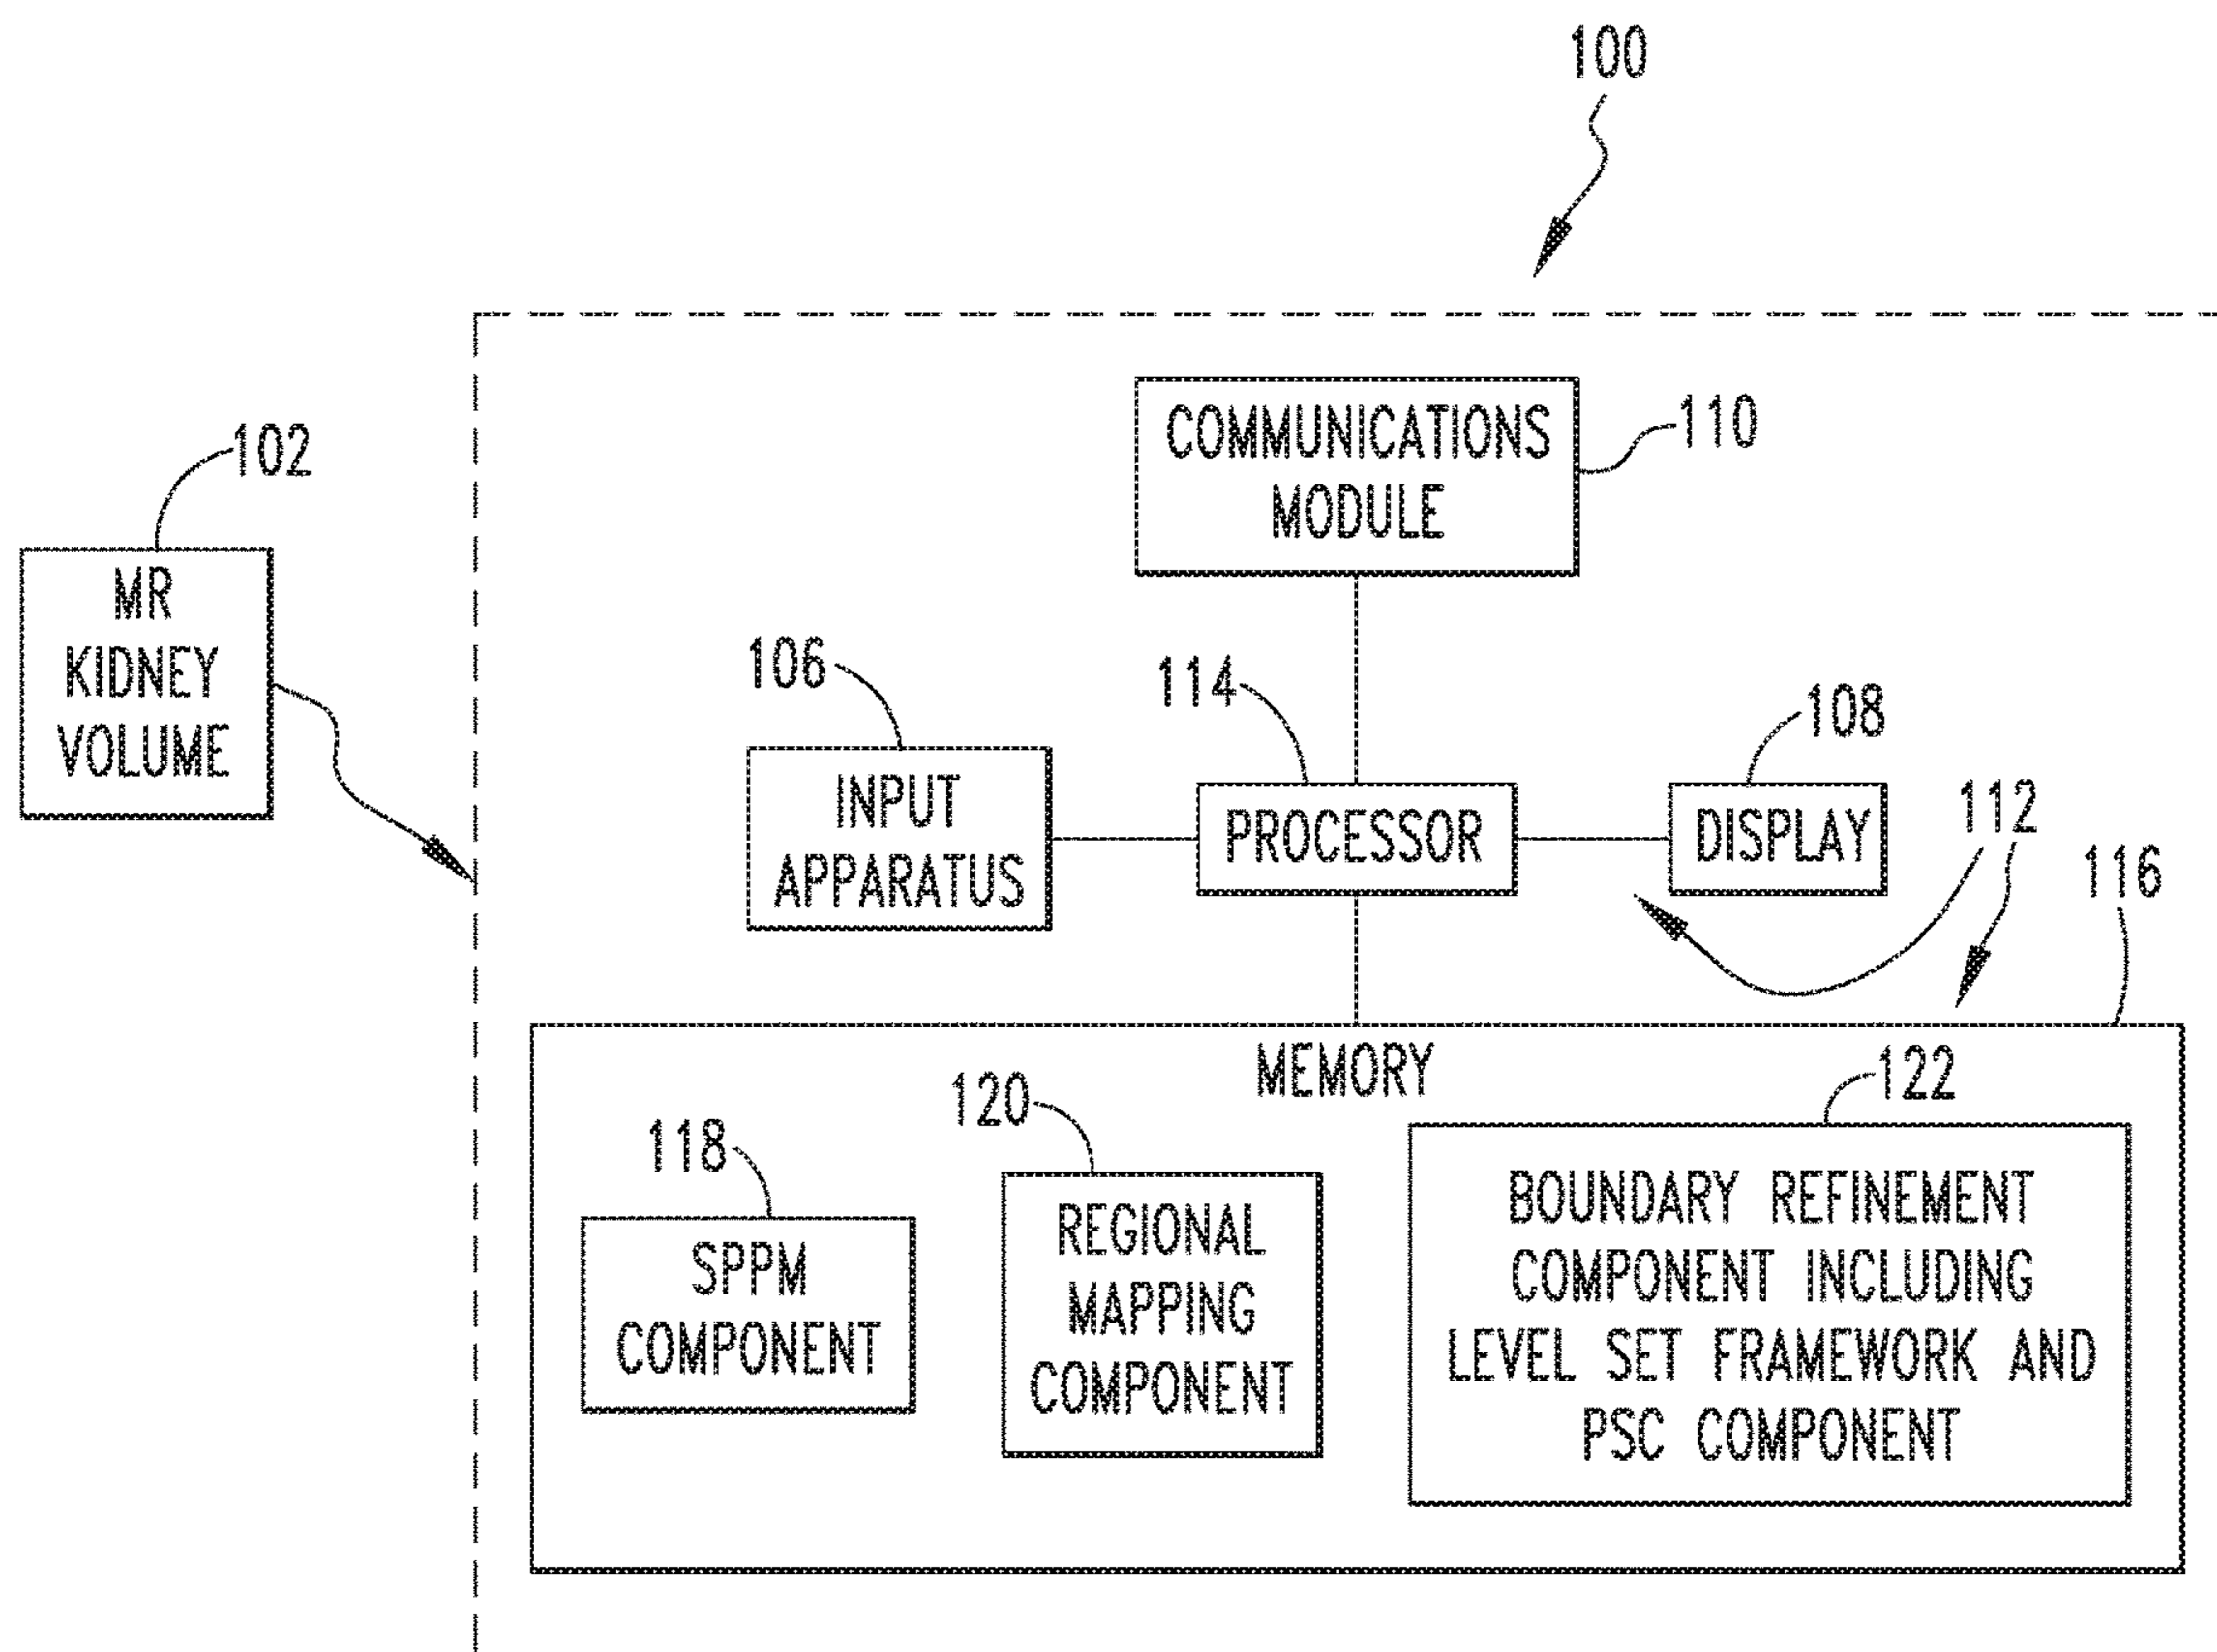 100
COMMUNICATIONS
MODULE
110
102
MR
KIDNEY
VOLUME
106
INPUT
APPARATUS
114
PROCESSOR
108
DISPLAY
112
116
MEMORY
118
SPPM
COMPONENT
120
REGIONAL
MAPPING
COMPONENT
122
BOUNDARY REFINEMENT
COMPONENT INCLUDING
LEVEL SET FRAMEWORK AND
PSC COMPONENT